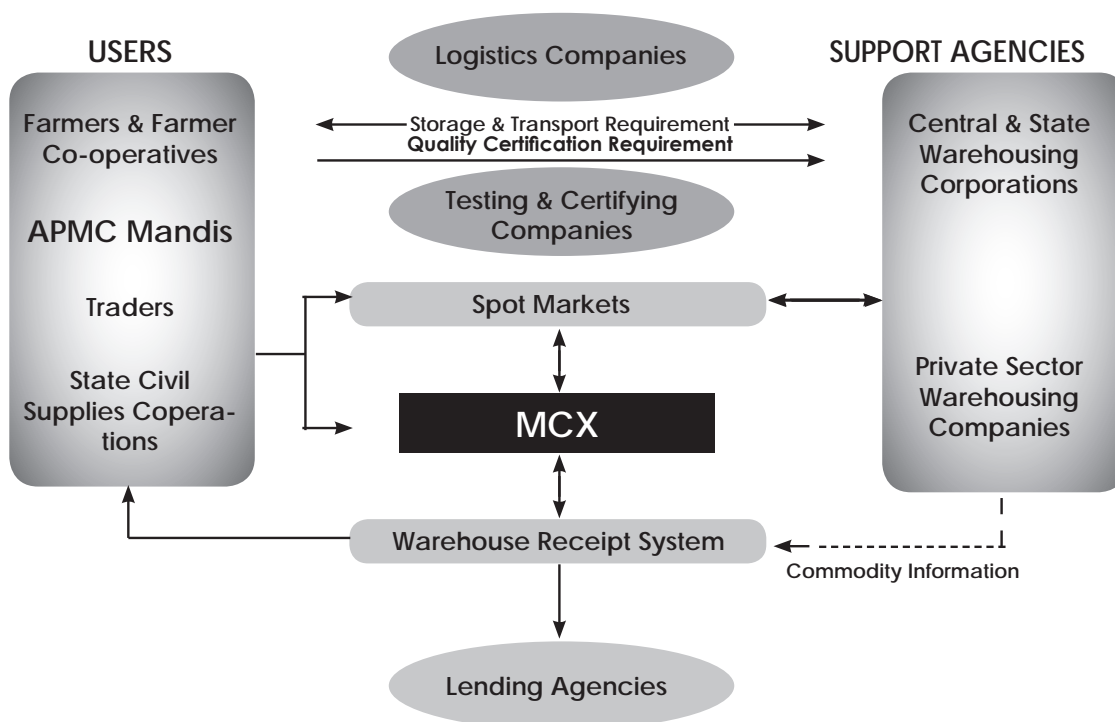 USERS
Farmers & Farmer
Co-operatives
APMC Mandis
Traders
State Civil
Supplies Copera-
tions
Logistics Companies
Storage & Transport Requirement
Quality Certification Requirement
Testing & Certifying
Companies
Spot Markets
MCX
Warehouse Receipt System
Lending Agencies
SUPPORT AGENCIES
Central & State
Warehousing
Corporations
Private Sector
Warehousing
Companies
Commodity Information